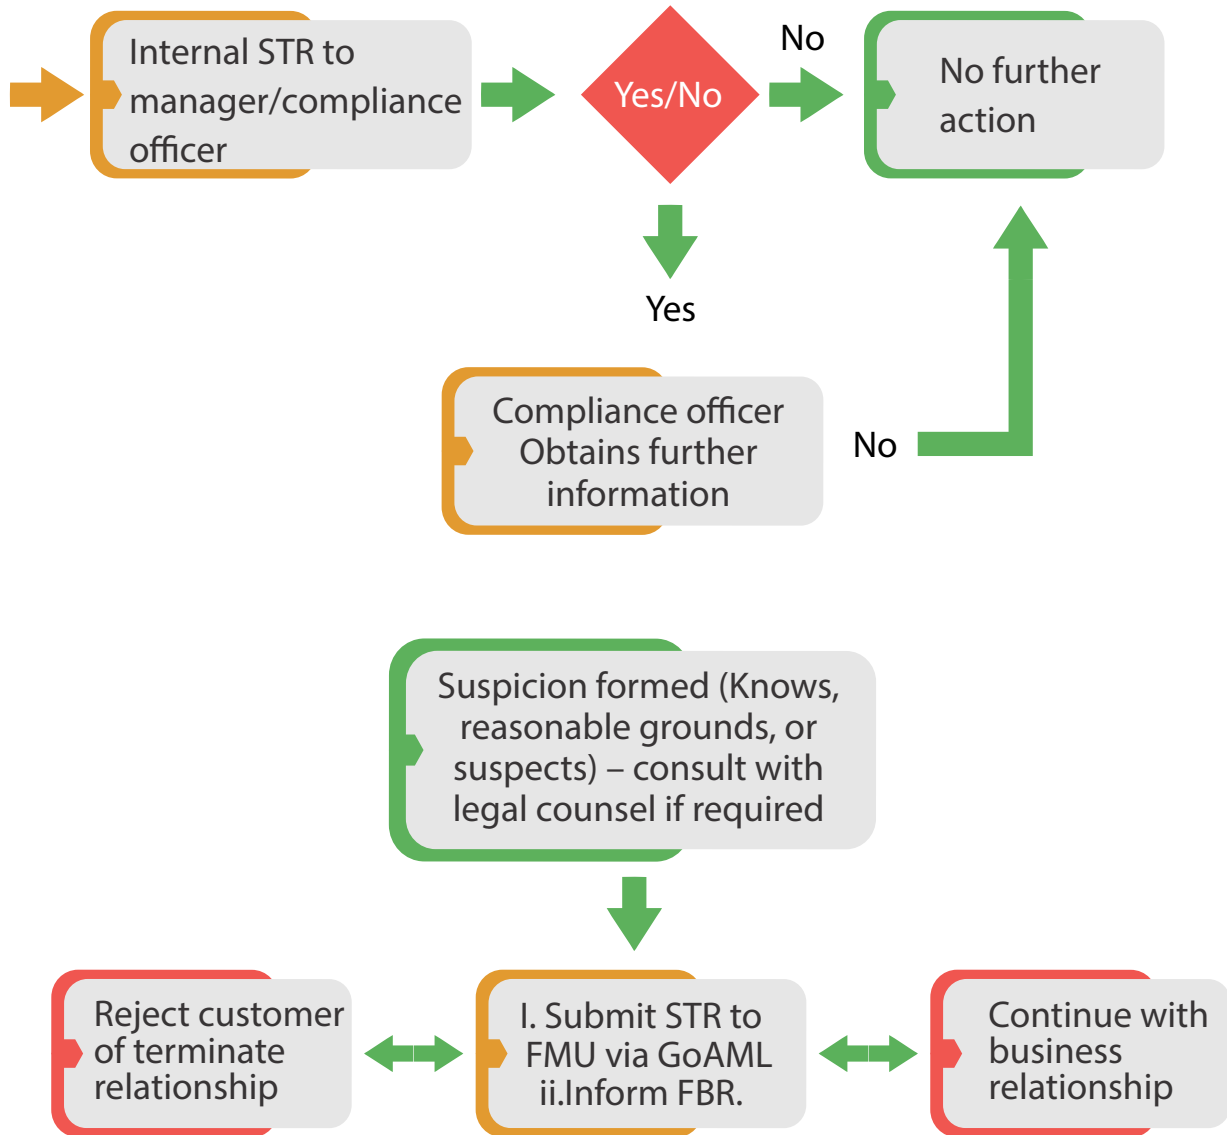 Internal STR to
manager/compliance
officer
Yes/No
No
No further
action
Yes
Compliance officer
Obtains further
information
No
Suspicion formed (Knows,
reasonable grounds, or
suspects) – consult with
legal counsel if required
Reject customer
of terminate
relationship
I. Submit STR to
FMU via GoAML
ii.Inform FBR.
Continue with
business
relationship